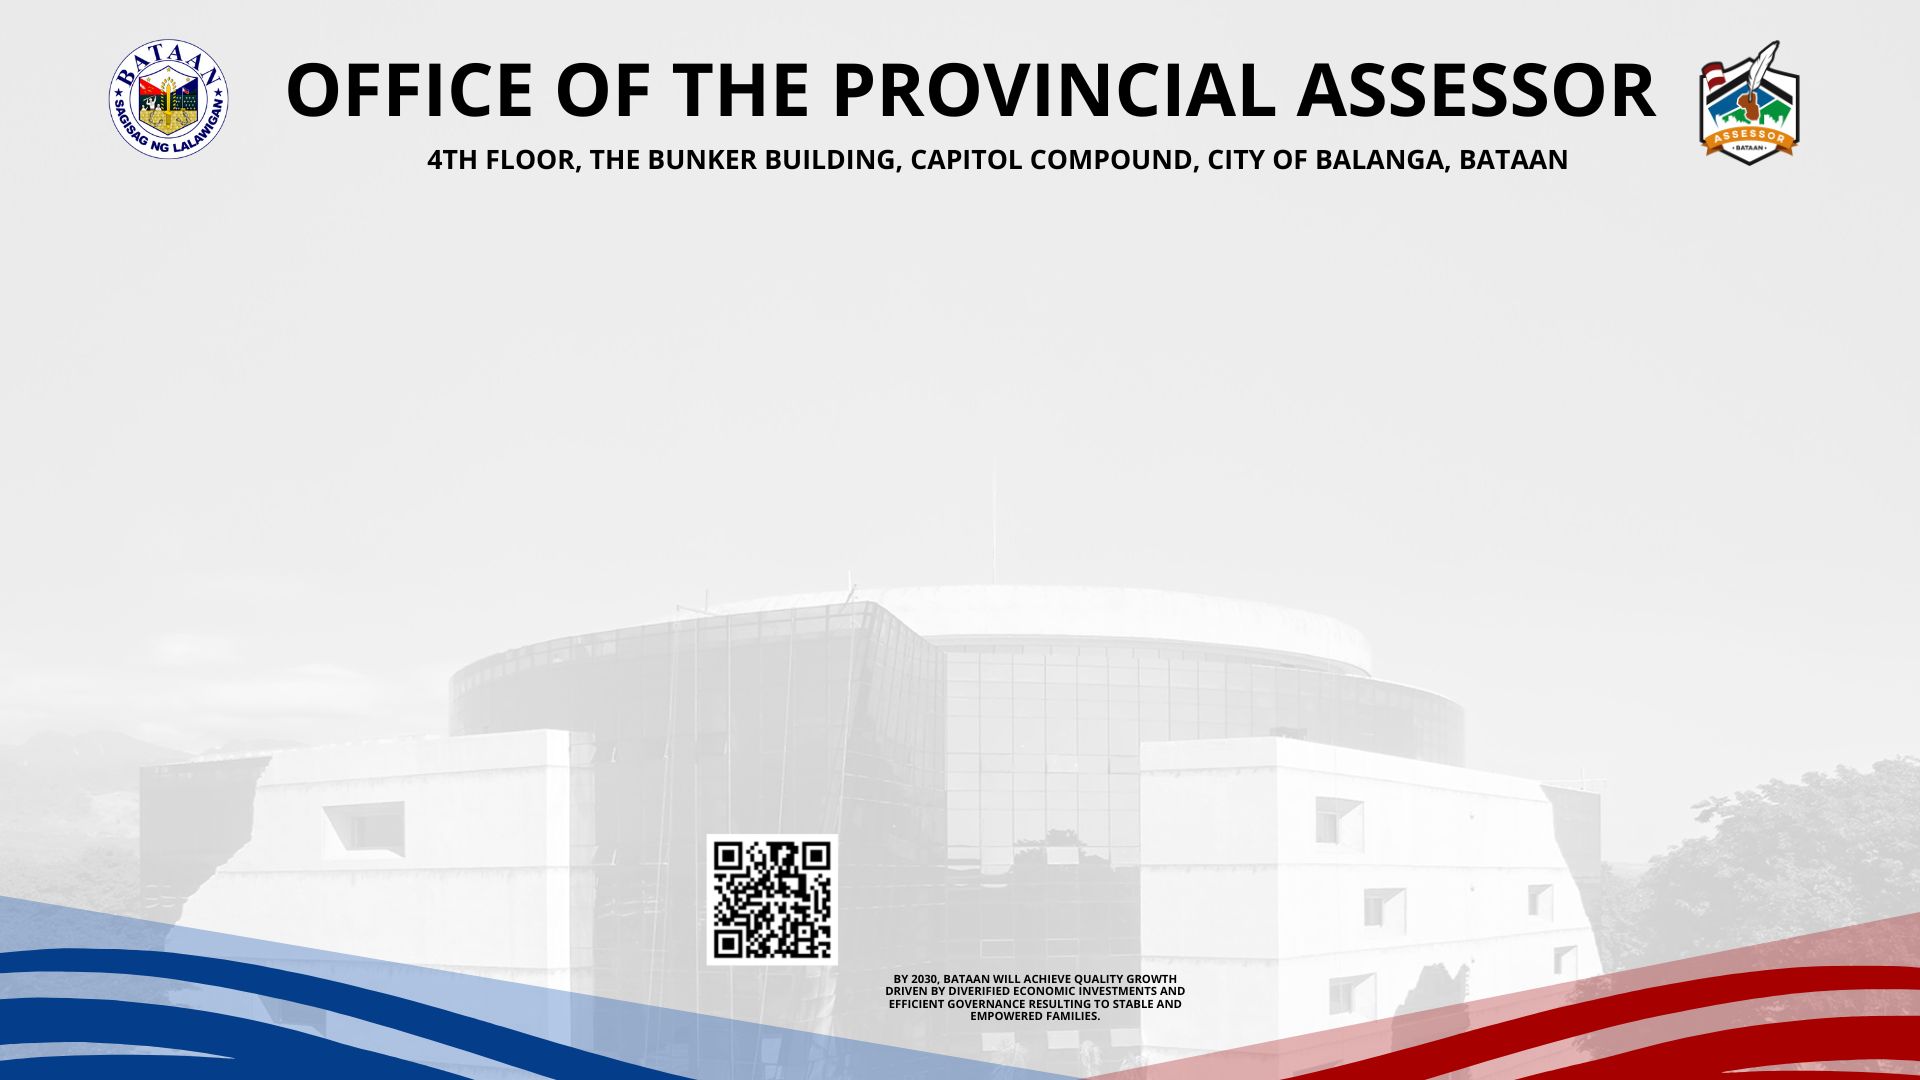 BATAAN
SAGISAG NG LALAWIGAN
OFFICE OF THE PROVINCIAL ASSESSOR
4TH FLOOR, THE BUNKER BUILDING, CAPITOL COMPOUND, CITY OF BALANGA, BATAAN
ASSESSOR
• BATAAN •
BY 2030, BATAAN WILL ACHIEVE QUALITY GROWTH
DRIVEN BY DIVERIFIED ECONOMIC INVESTMENTS AND
EFFICIENT GOVERNANCE RESULTING TO STABLE AND
EMPOWERED FAMILIES.